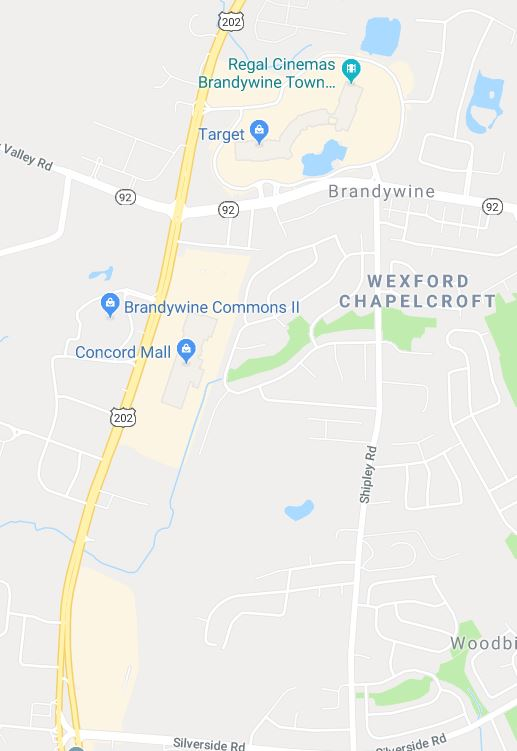 202
Regal Cinemas
Brandywine Town...
Target
Valley Rd
92
92
Brandywine
92
WEXFORD
CHAPELCROFT
Brandywine Commons II
Concord Mall
202
Shipley Rd
Woodbi
Silverside Rd
Silverside Rd